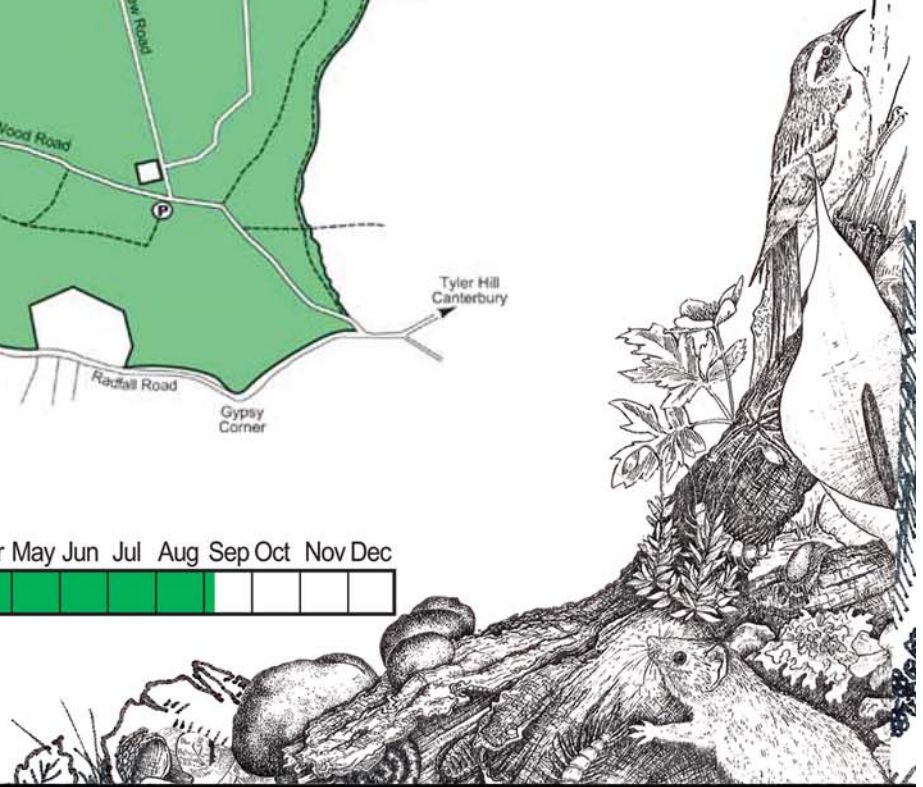 Road
Wood Road
P
Tyler Hill
Canterbury
Radfall Road
Gypsy
Corner
May Jun Jul Aug Sep Oct Nov Dec